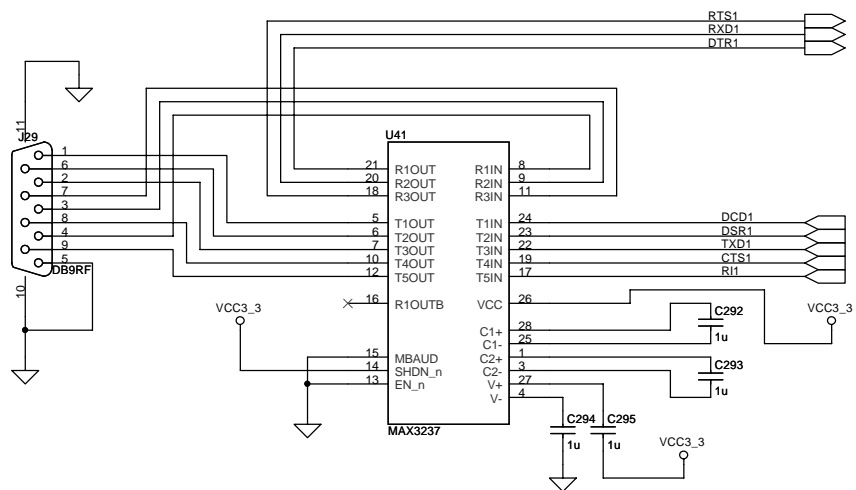 RTS1
RXD1
DTR1
11
J29
U41
1
6
2
7
3
8
4
9
5
DB9RF
10
21 R1OUT R1IN 8
20 R2OUT R2IN 9
18 R3OUT R3IN 11
5 T1OUT T1IN 24 DCD1
6 T2OUT T2IN 23 DSR1
7 T3OUT T3IN 22 TXD1
10 T4OUT T4IN 19 CTS1
12 T5OUT T5IN 17 RI1
16 R1OUTB VCC 26
VCC3_3
C1+ 28
C1- 25
C292
1u
VCC3_3
15 MBAUD C2+ 1
14 SHDN_n C2- 3
13 EN_n V+ 27
V- 4
C293
1u
MAX3237
C294
1u
C295
1u
VCC3_3